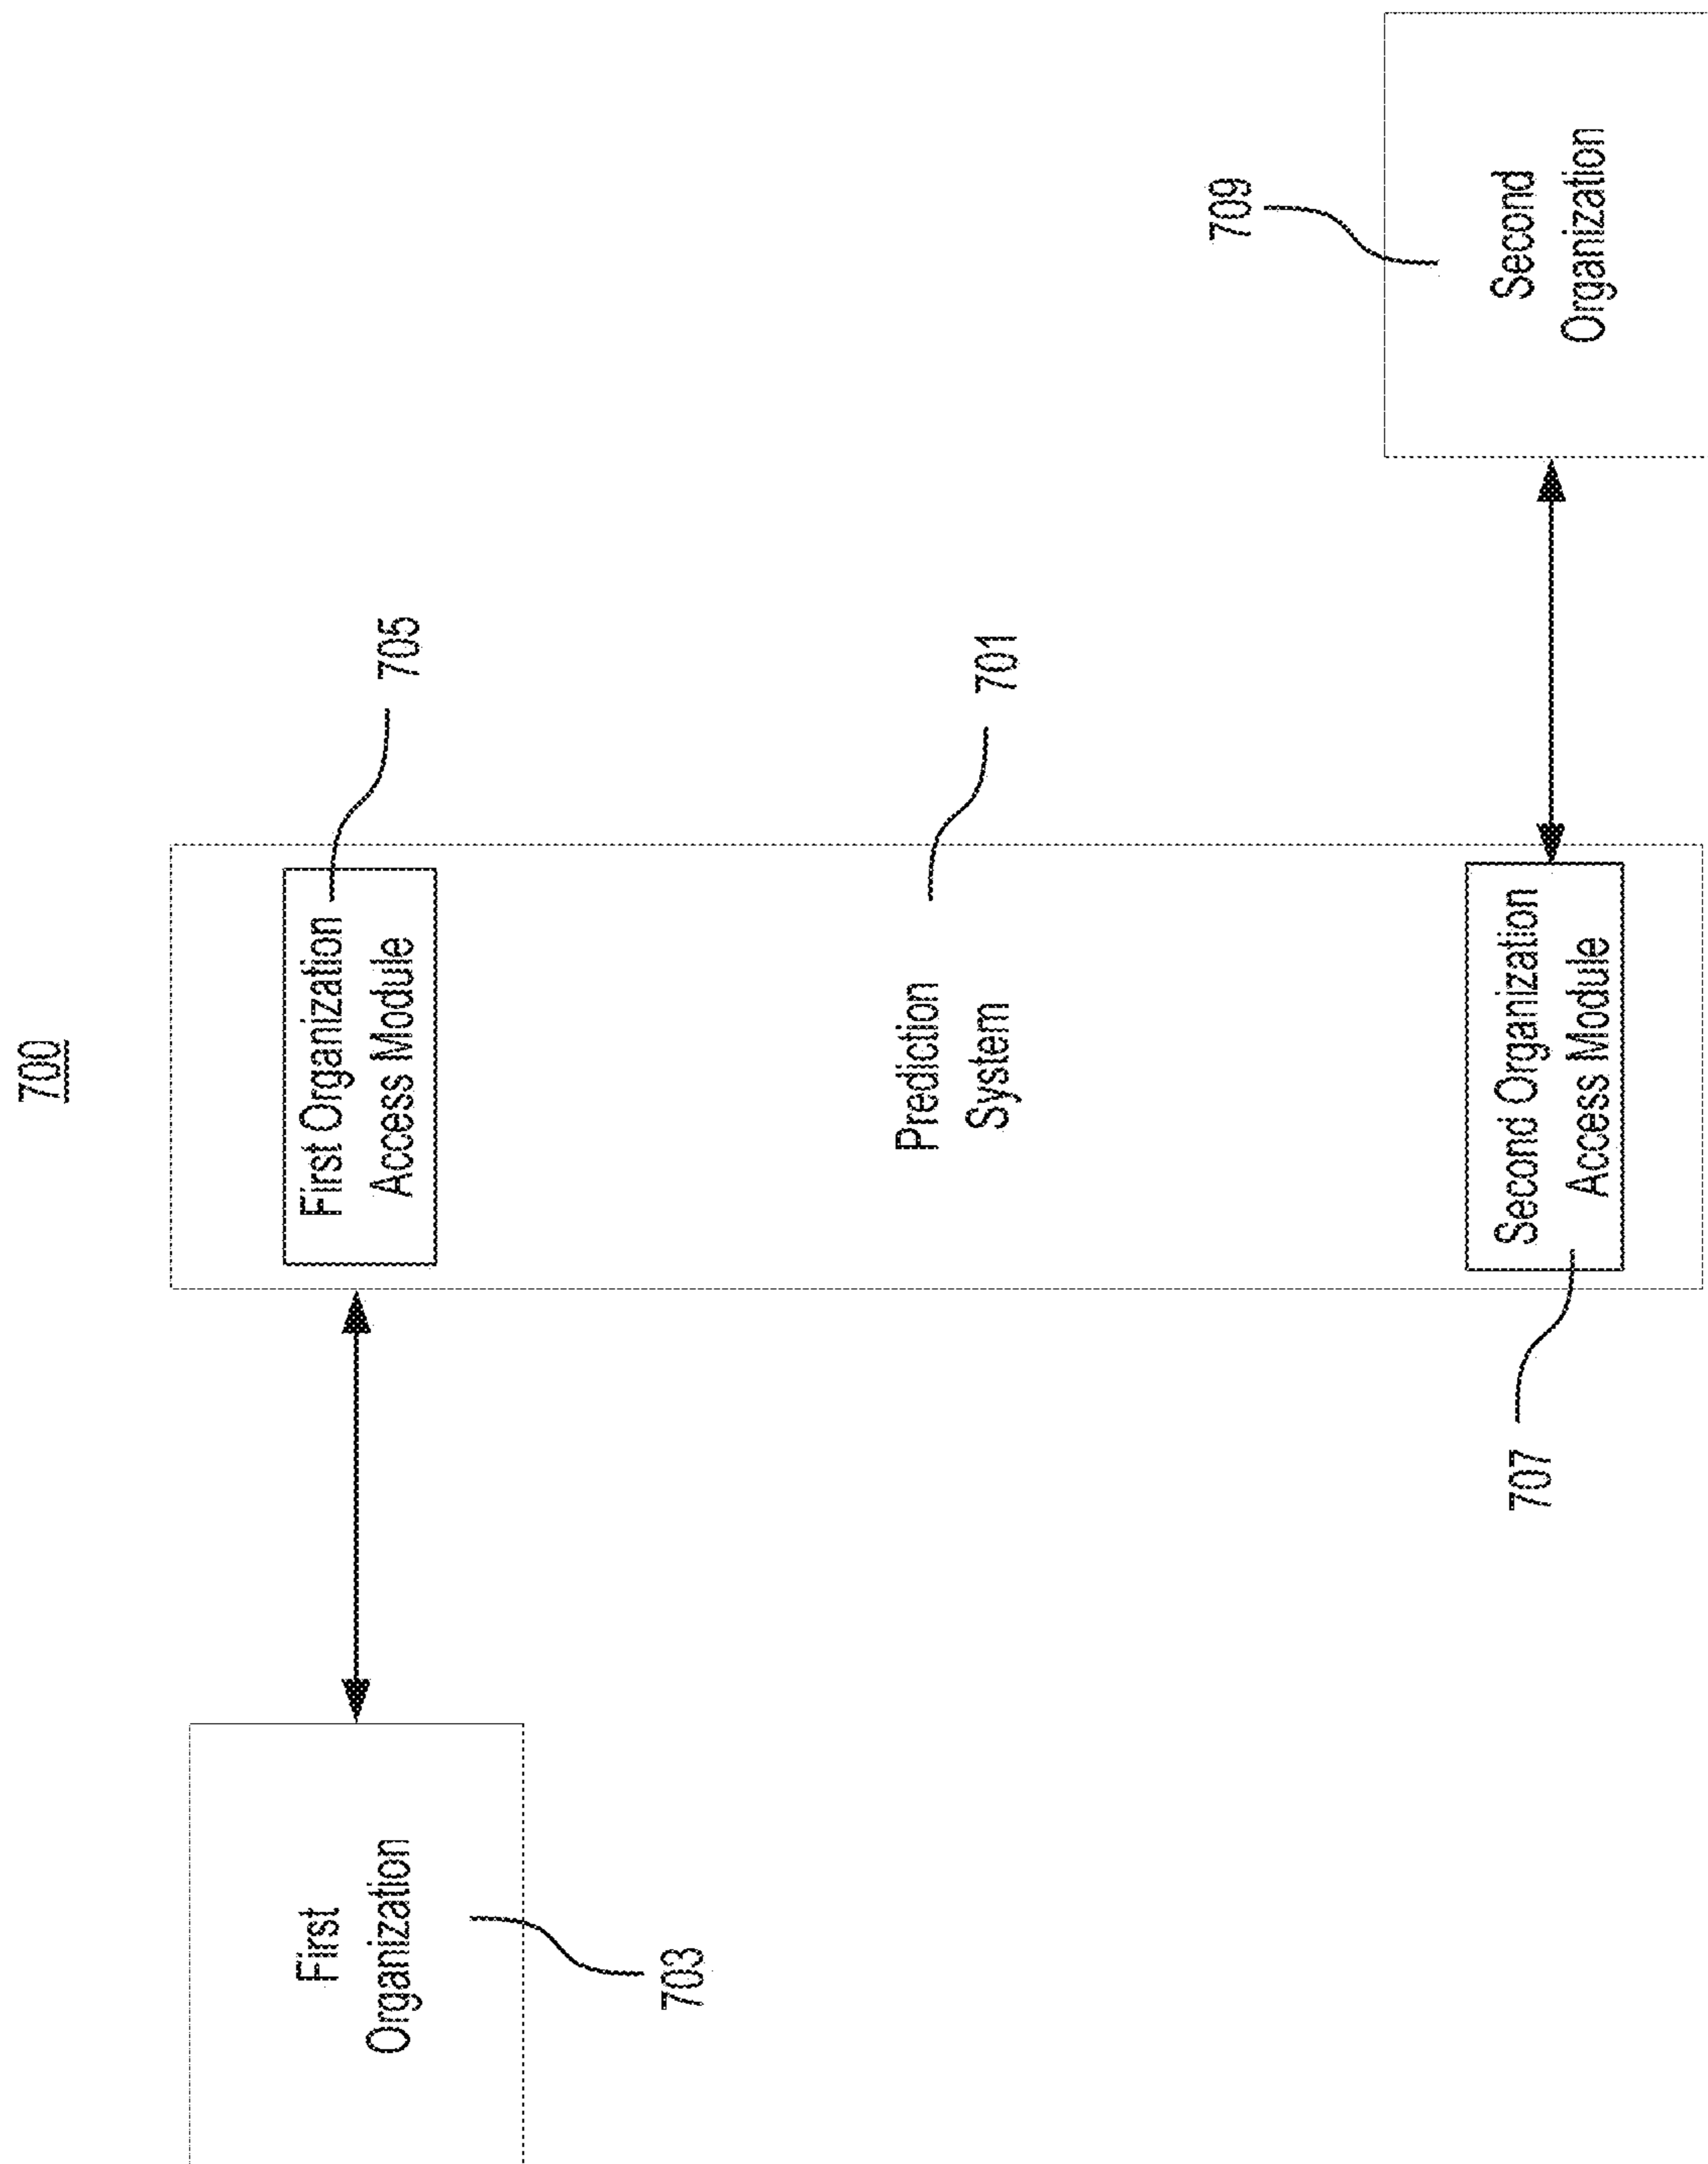 700
First
Organization
703
First Organization
Access Module
705
Prediction
System
701
Second Organization
Access Module
707
Second
Organization
709